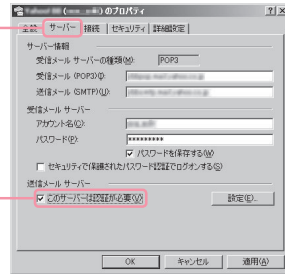 のプロパティ
全般 サーバー 接続 セキュリティ 詳細設定
サーバー情報
受信メール サーバーの種類(M): POP3
受信メール (POP3)(I):
送信メール (SMTP)(U):
受信メール サーバー
アカウント名(C):
パスワード(P): *********
パスワードを保存する(W)
セキュリティで保護されたパスワード認証でログオンする(S)
送信メール サーバー
このサーバーは認証が必要(V) 設定(E)...
OK キャンセル 適用(A)